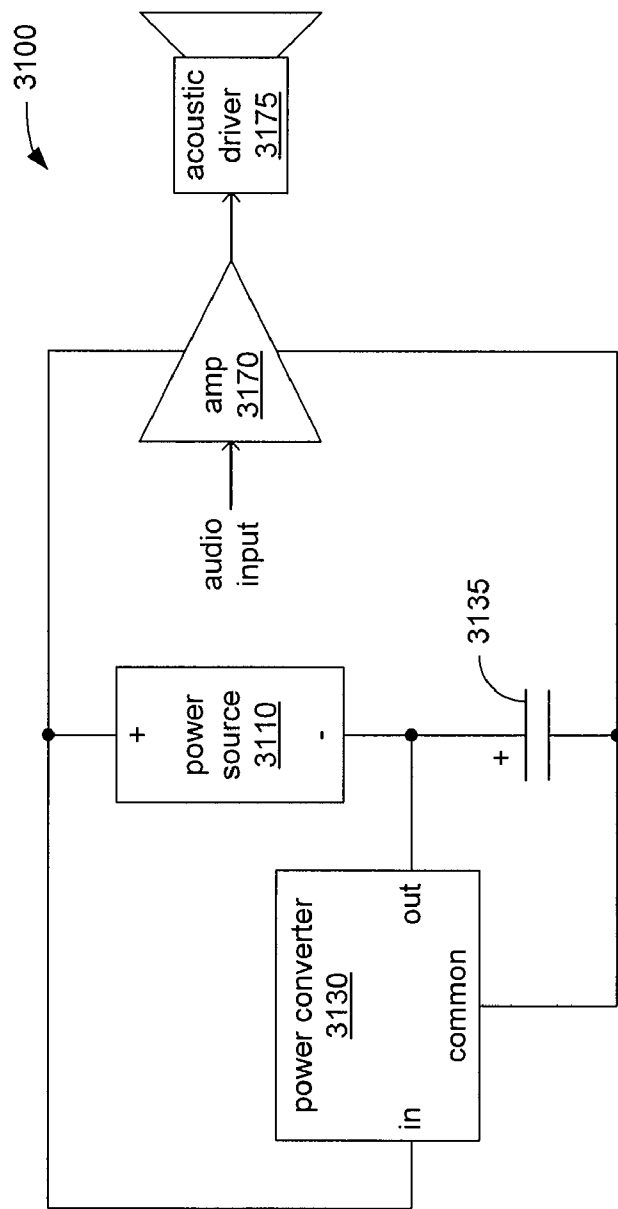 3100
power converter
3130
in
out
common
power
source
3110
+
-
+
3135
audio
input
amp
3170
acoustic
driver
3175